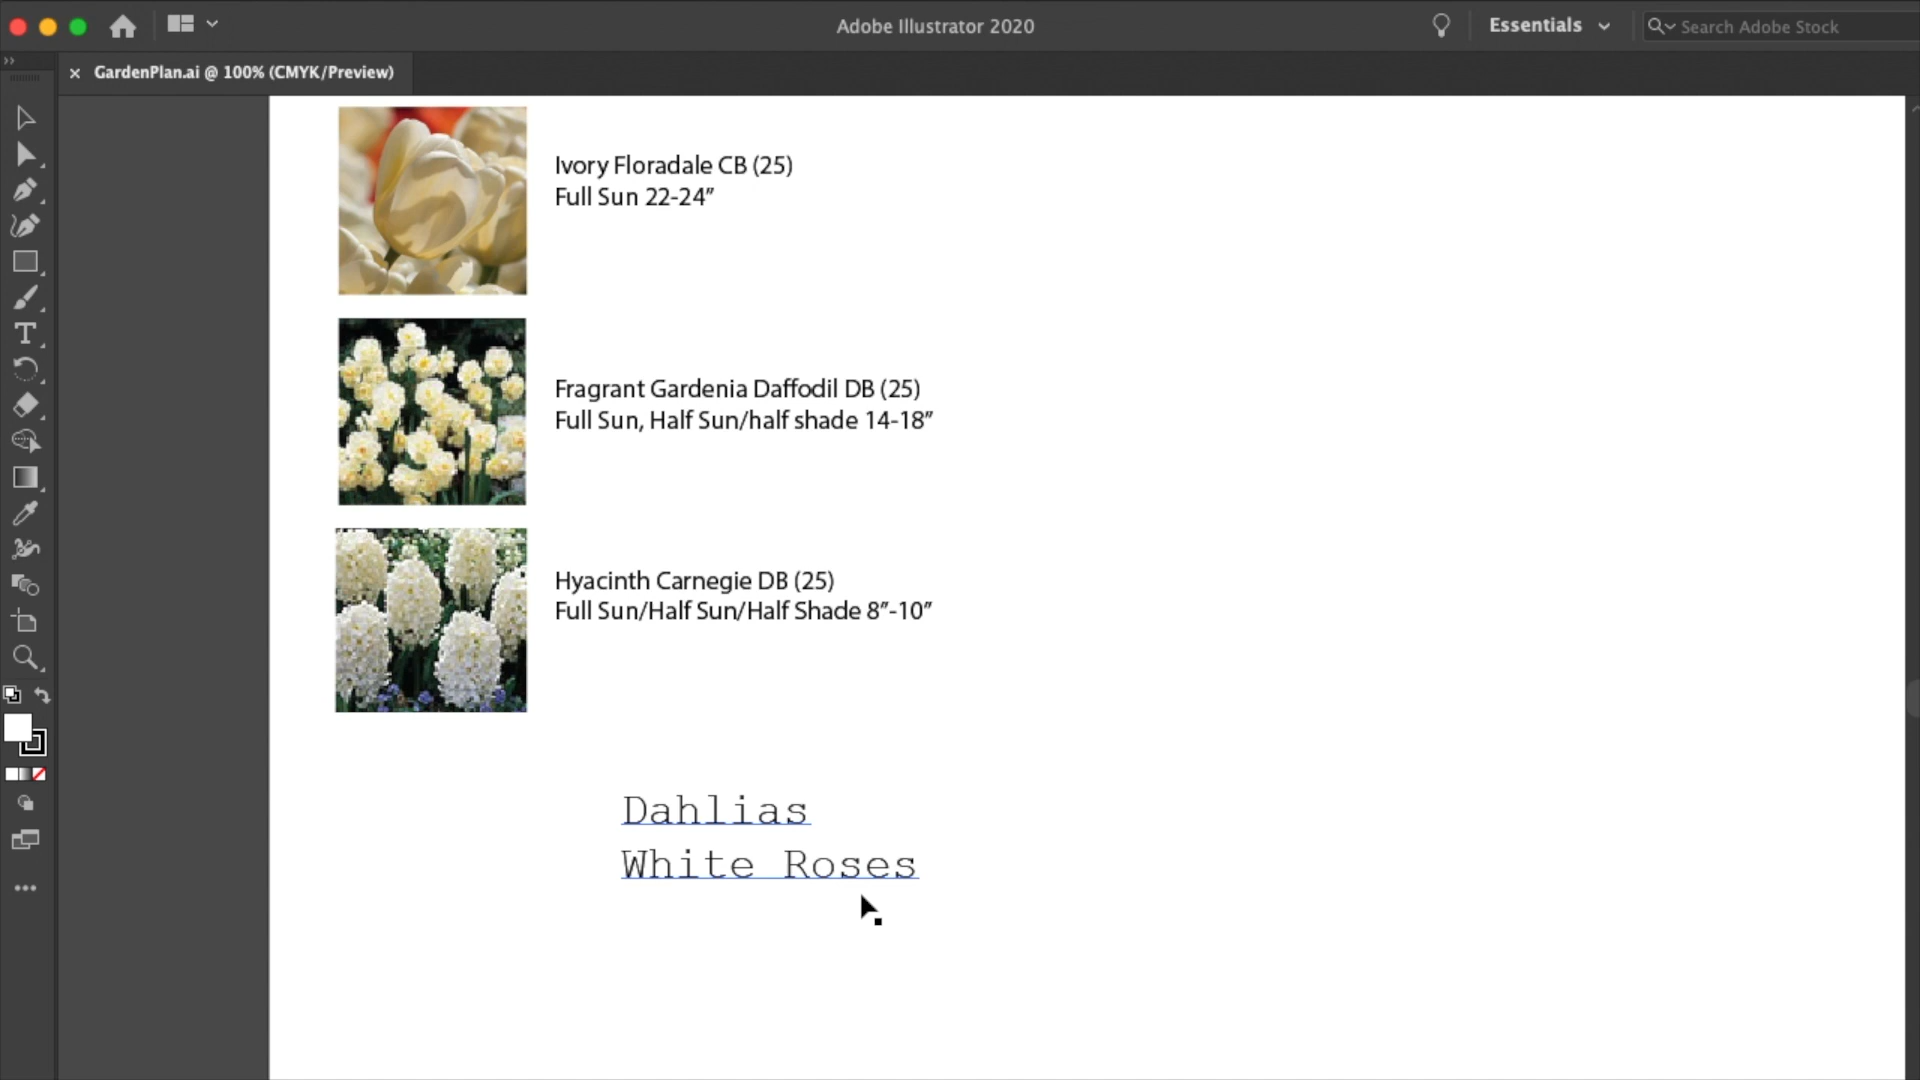 Adobe Illustrator 2020
Essentials
Search Adobe Stock
GardenPlan.ai @ 100% (CMYK/Preview)
Ivory Floradale CB (25)
Full Sun 22-24”
Fragrant Gardenia Daffodil DB (25)
Full Sun, Half Sun/half shade 14-18”
Hyacinth Carnegie DB (25)
Full Sun/Half Sun/Half Shade 8”-10”
Dahlias
White Roses